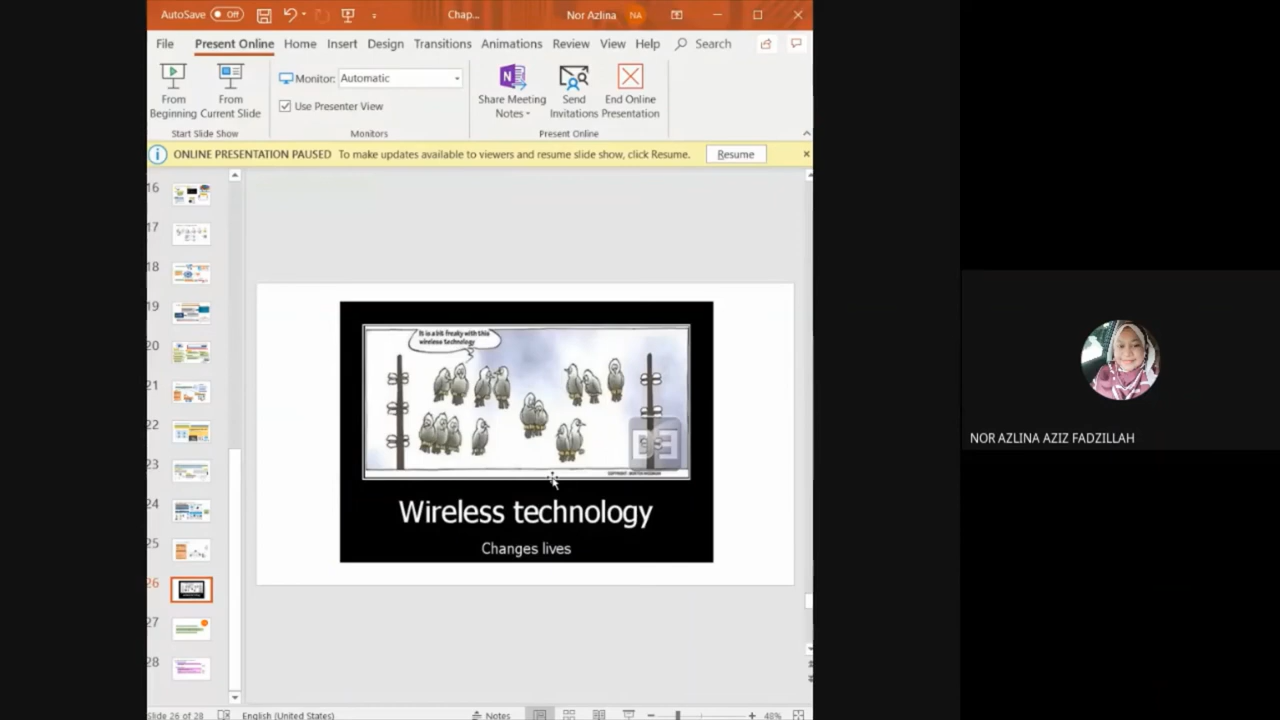 AutoSave Off Chap... Nor Azlina NA
File Present Online Home Insert Design Transitions Animations Review View Help Search
From Beginning
From Current Slide
Start Slide Show
Monitor: Automatic
Use Presenter View
Monitors
Share Meeting Notes
Send Invitations
End Online Presentation
Present Online
ONLINE PRESENTATION PAUSED To make updates available to viewers and resume slide show, click Resume. Resume
16
17
18
19
20
21
22
23
24
25
26
27
28
It is a bit freaky with this
wireless technology
Wireless technology
Changes lives
NOR AZLINA AZIZ FADZILLAH
Slide 26 of 28 English (United States) Notes 48%